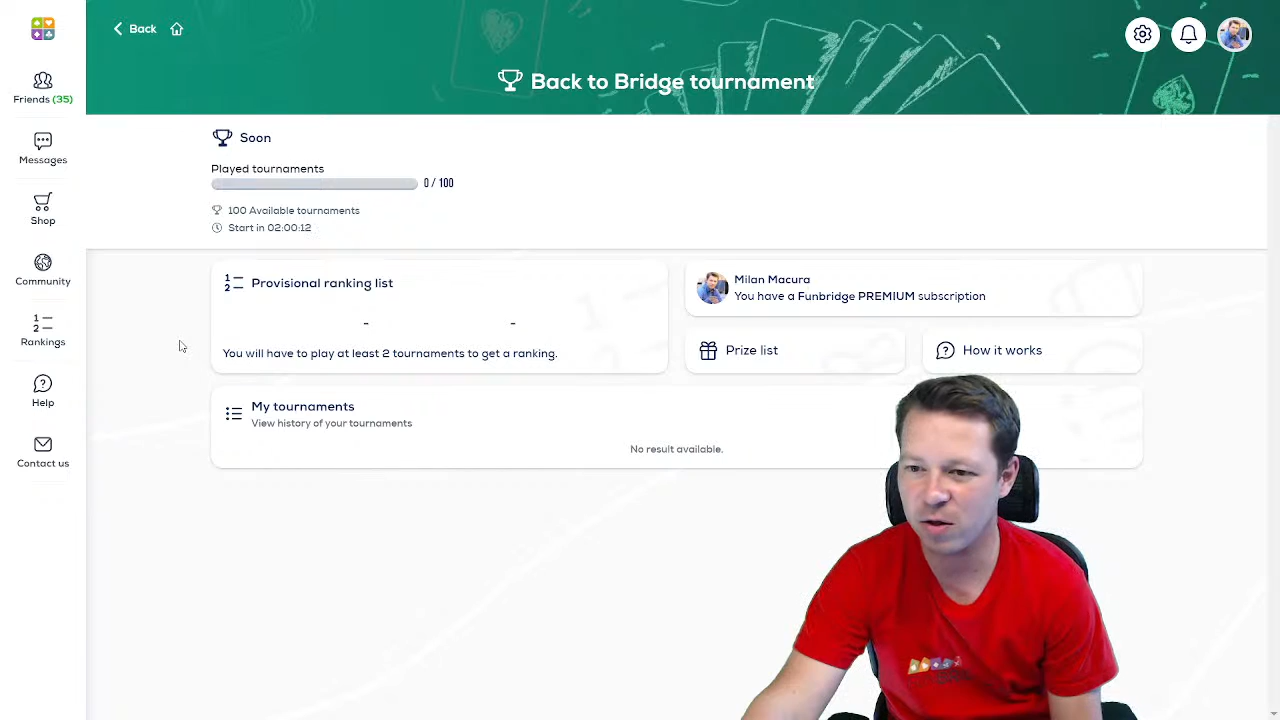 Back
Back to Bridge tournament
Friends (35)
Messages
Shop
Community
Rankings
Help
Contact us
Soon
Played tournaments
0 / 100
100 Available tournaments
Start in 02:00:12
Provisional ranking list
- -
You will have to play at least 2 tournaments to get a ranking.
Milan Macura
You have a Funbridge PREMIUM subscription
Prize list
How it works
My tournaments
View history of your tournaments
No result available.